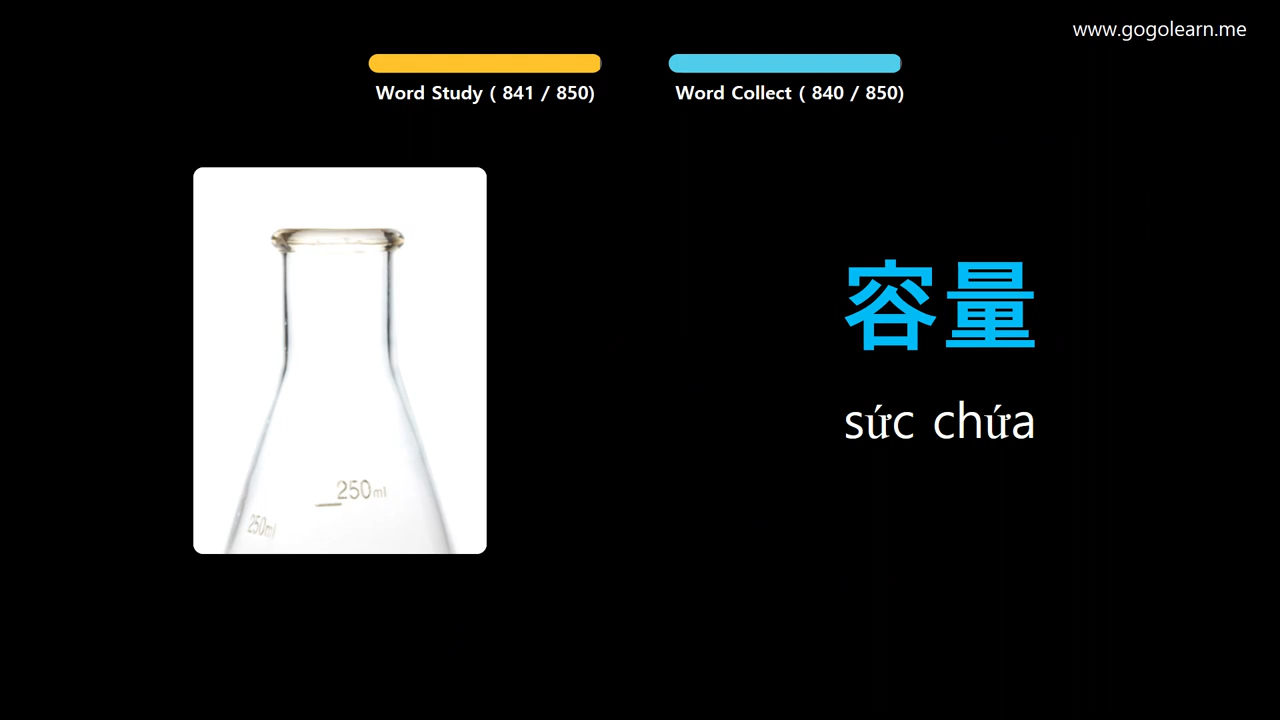 www.gogolearn.me
Word Study ( 841 / 850)
Word Collect ( 840 / 850)
容量
sức chứa
250ml
250ml